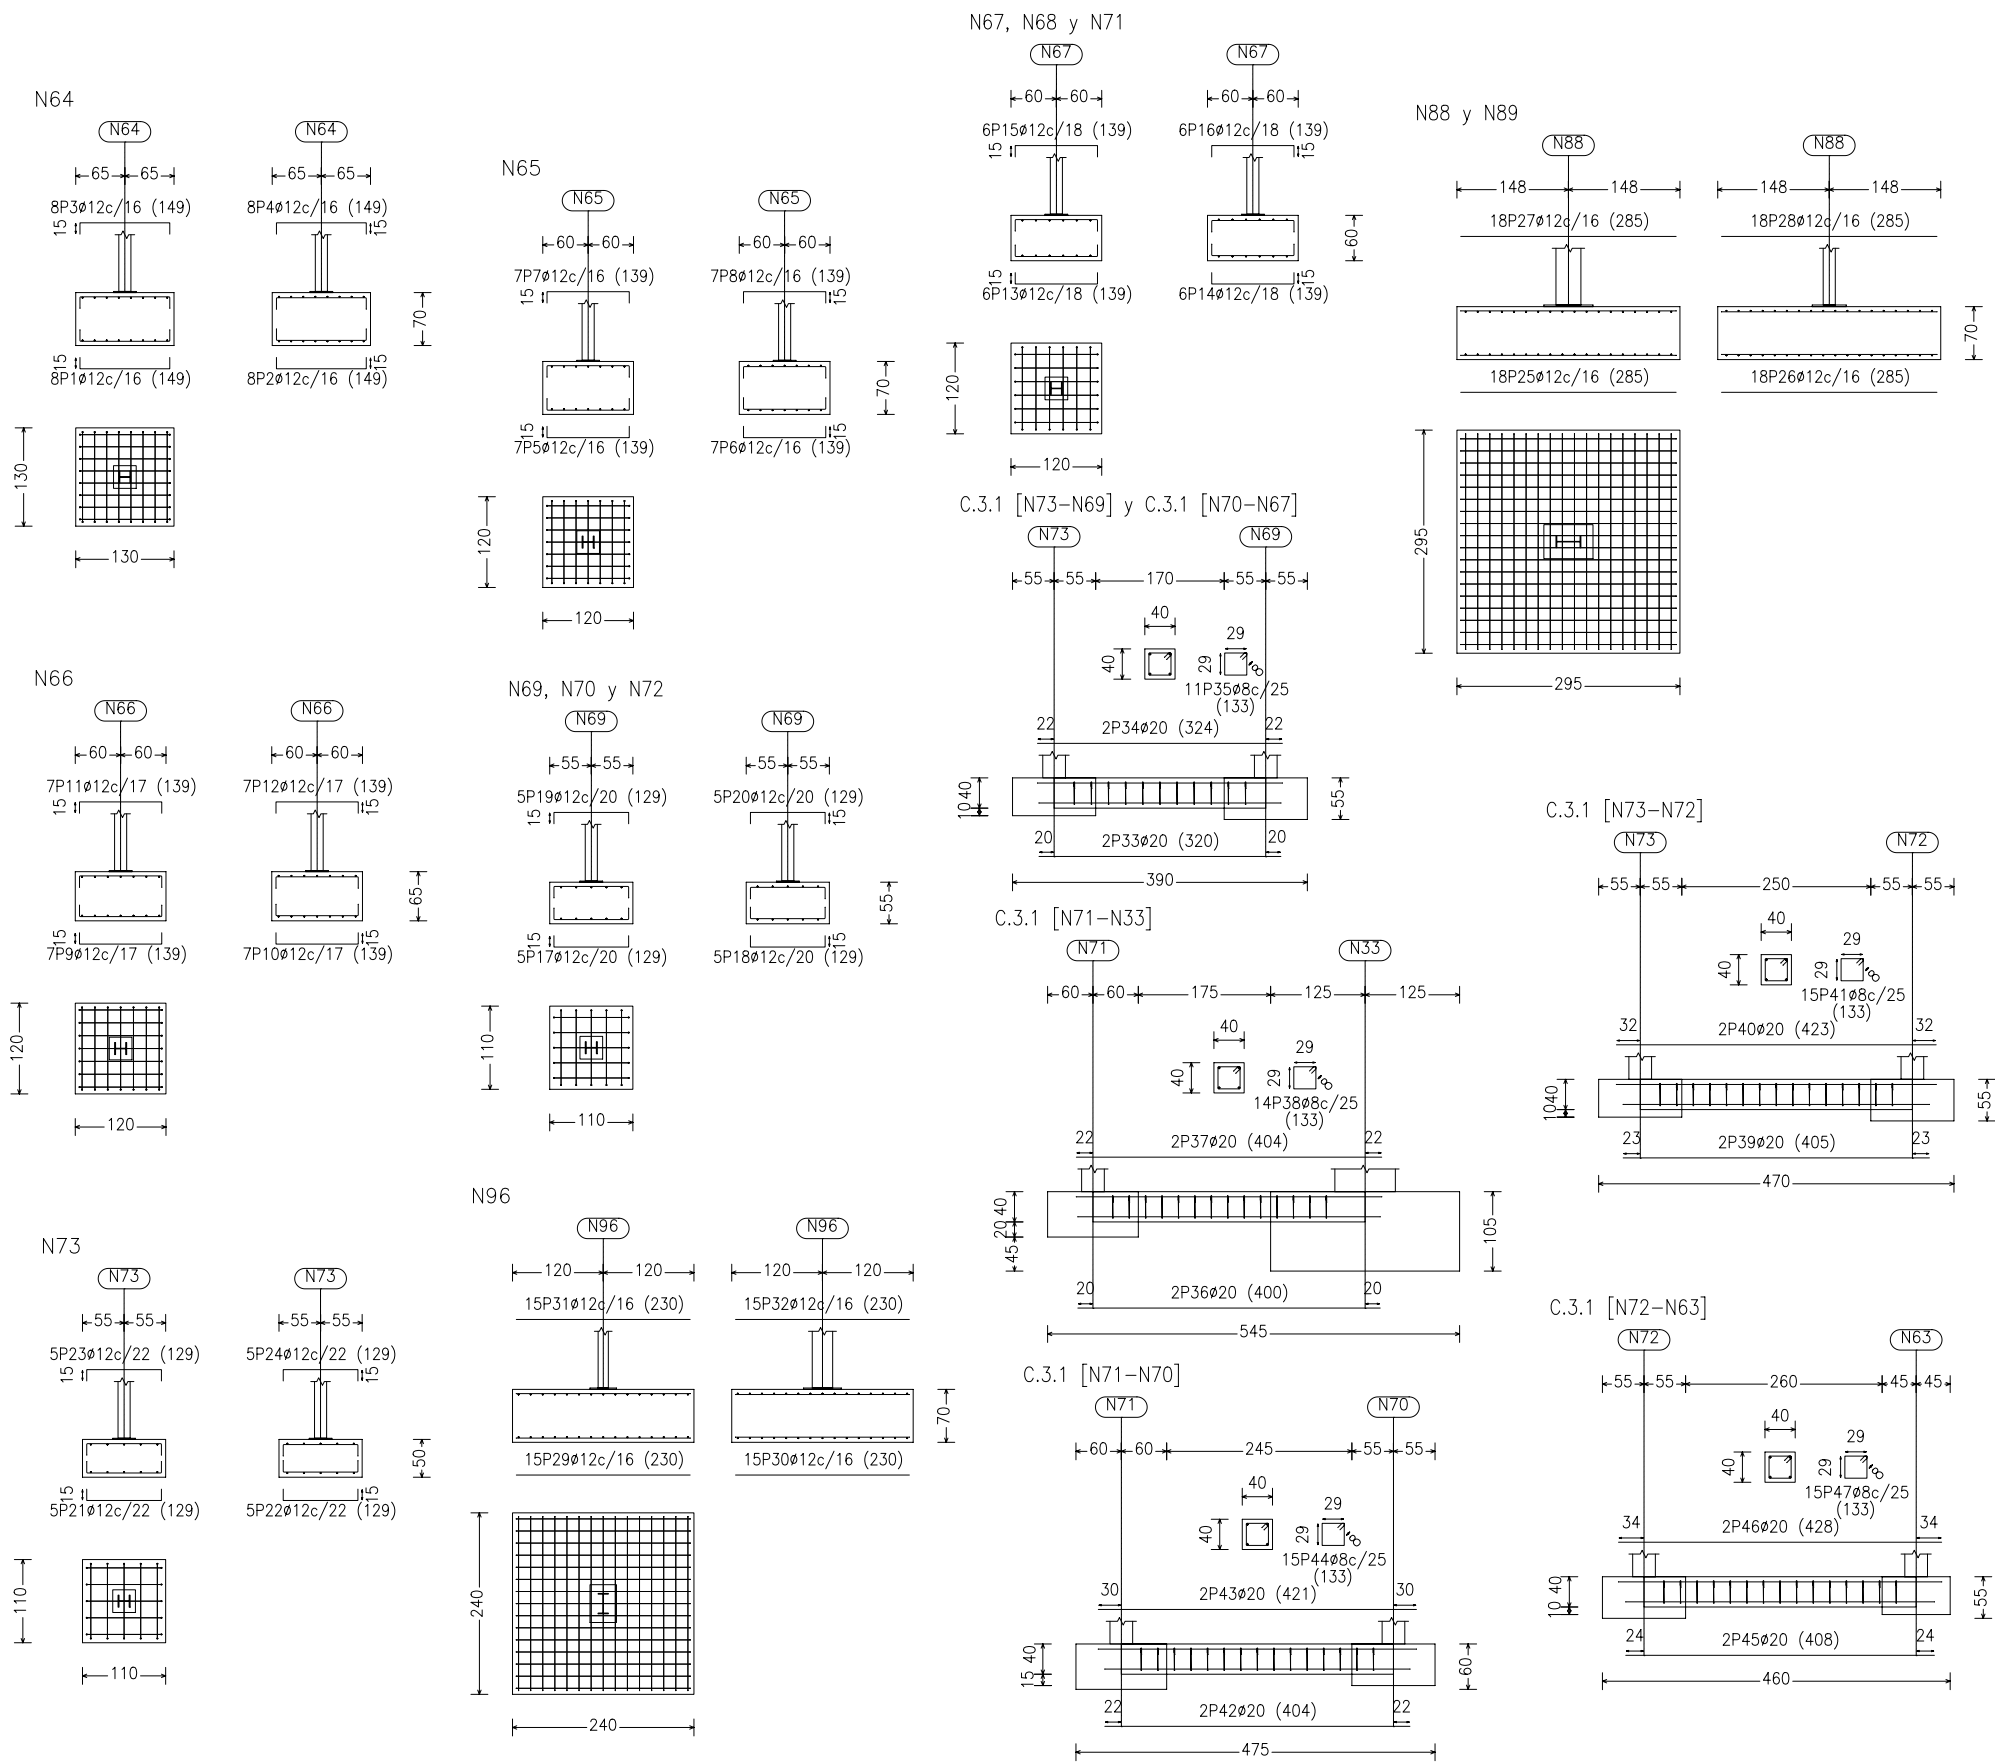 N64
N64
N64
65
65
65
65
8P3ø12c/16 (149)
8P4ø12c/16 (149)
15
15
70
15
15
8P1ø12c/16 (149)
8P2ø12c/16 (149)
130
130
N65
N65
N65
60
60
60
60
7P7ø12c/16 (139)
7P8ø12c/16 (139)
15
15
70
15
15
7P5ø12c/16 (139)
7P6ø12c/16 (139)
120
120
N67, N68 y N71
N67
N67
60
60
60
60
6P15ø12c/18 (139)
6P16ø12c/18 (139)
15
15
60
15
15
6P13ø12c/18 (139)
6P14ø12c/18 (139)
120
120
N88 y N89
N88
N88
148
148
148
148
18P27ø12c/16 (285)
18P28ø12c/16 (285)
70
18P25ø12c/16 (285)
18P26ø12c/16 (285)
295
295
N66
N66
N66
60
60
60
60
7P11ø12c/17 (139)
7P12ø12c/17 (139)
15
15
65
15
15
7P9ø12c/17 (139)
7P10ø12c/17 (139)
120
120
N69, N70 y N72
N69
N69
55
55
55
55
5P19ø12c/20 (129)
5P20ø12c/20 (129)
15
15
55
15
15
5P17ø12c/20 (129)
5P18ø12c/20 (129)
110
110
C.3.1 [N73-N69] y C.3.1 [N70-N67]
N73
N69
55
55
170
55
55
40
29
40
29
8
11P35ø8c/25
(133)
22
2P34ø20 (324)
22
40
10
55
20
2P33ø20 (320)
20
390
C.3.1 [N71-N33]
N71
N33
60
60
175
125
125
40
29
40
29
8
14P38ø8c/25
(133)
22
2P37ø20 (404)
22
40
20
45
105
20
2P36ø20 (400)
20
545
C.3.1 [N73-N72]
N73
N72
55
55
250
55
55
40
29
40
29
8
15P41ø8c/25
(133)
32
2P40ø20 (423)
32
40
10
55
23
2P39ø20 (405)
23
470
N73
N73
N73
55
55
55
55
5P23ø12c/22 (129)
5P24ø12c/22 (129)
15
15
50
15
15
5P21ø12c/22 (129)
5P22ø12c/22 (129)
110
110
N96
N96
N96
120
120
120
120
15P31ø12c/16 (230)
15P32ø12c/16 (230)
70
15P29ø12c/16 (230)
15P30ø12c/16 (230)
240
240
C.3.1 [N71-N70]
N71
N70
60
60
245
55
55
40
29
40
29
8
15P44ø8c/25
(133)
30
2P43ø20 (421)
30
40
15
60
22
2P42ø20 (404)
22
475
C.3.1 [N72-N63]
N72
N63
55
55
260
45
45
40
29
40
29
8
15P47ø8c/25
(133)
34
2P46ø20 (428)
34
40
10
55
24
2P45ø20 (408)
24
460